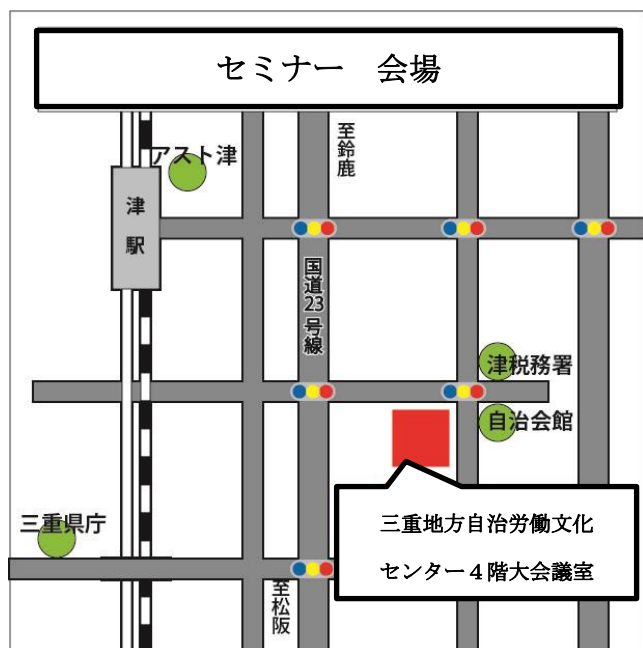 セミナー　会場
至鈴鹿
アスト津
津駅
国道23号線
津税務署
自治会館
三重県庁
三重地方自治労働文化
センター４階大会議室
至松阪